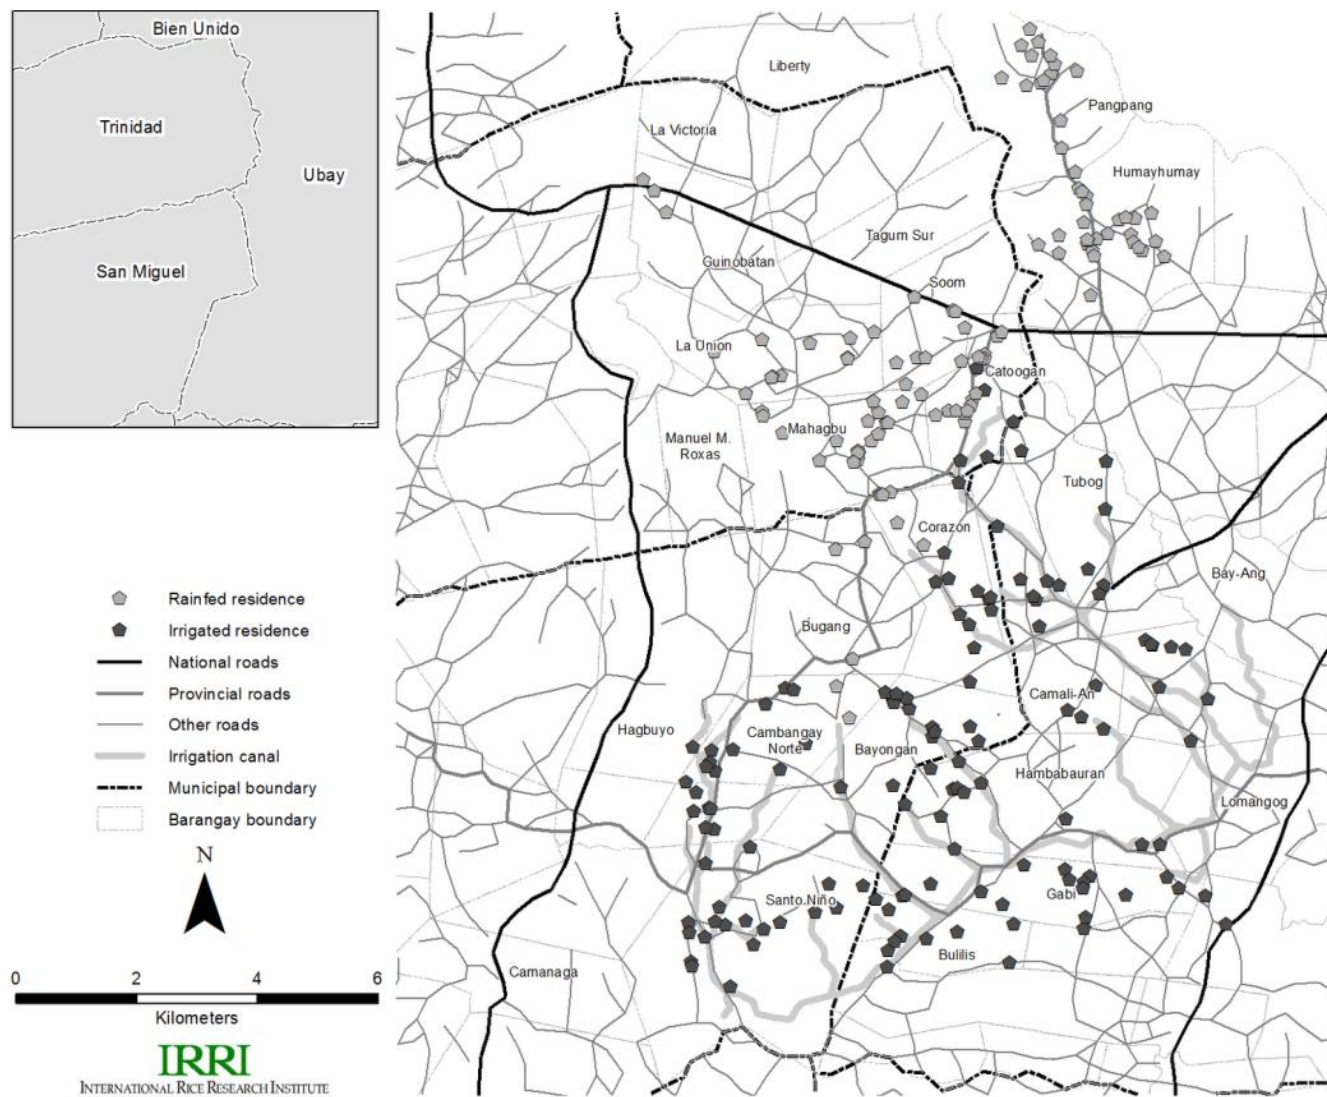 Bien Unido
Trinidad
Ubay
San Miguel
Liberty
La Victoria
Pangpang
Humayhumay
Tagum Sur
Guinobatan
Soom
La Union
Catoogan
Mahagbu
Manuel M.
Roxas
Tubog
Corazon
Bay-Ang
Bugang
Camali-An
Hagbuyo
Cambangay
Norte
Bayongan
Hambabauran
Lomangog
Santo.Niño
Gabi
Bulilis
Camanaga
Rainfed residence
Irrigated residence
National roads
Provincial roads
Other roads
Irrigation canal
Municipal boundary
Barangay boundary
N
0 2 4 6
Kilometers
IRRI
INTERNATIONAL RICE RESEARCH INSTITUTE